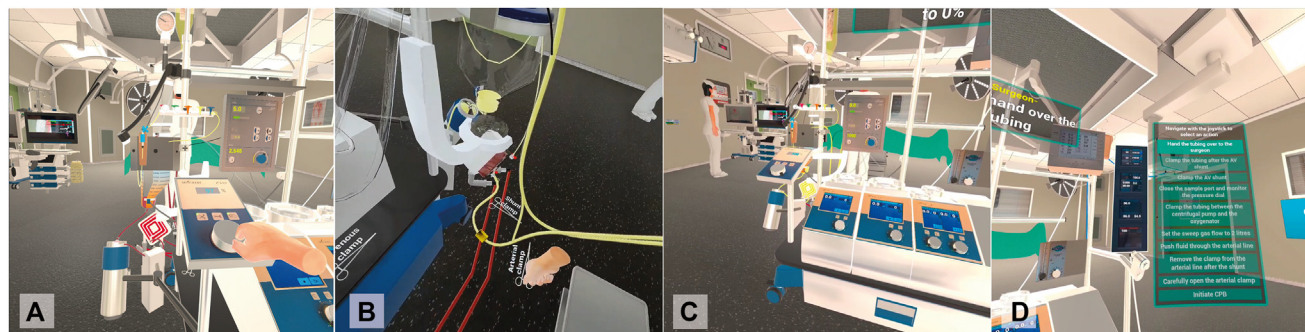 A
B
enous
clamp
Shunt
clamp
Arterial
clamp
C
to 0%
D
Surgeon
hand over the
tubing
Navigate with the joystick to
select an action
Hand the tubing over to the
surgeon
Clamp the tubing after the AV
shunt
Clamp the AV shunt
Close the sample port and monitor
the pressure dial
Clamp the tubing between the
centrifugal pump and the
oxygenator
Set the sweep gas flow to 2 litres
Push fluid through the arterial line
Remove the clamp from the
arterial line after the shunt
Carefully open the arterial clamp
Initiate CPB